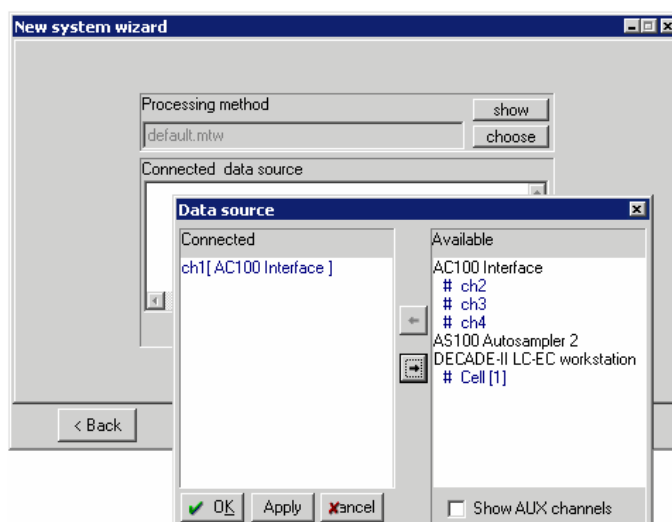 New system wizard
Processing method
show
default.mtw
choose
Connected data source
Data source
Connected
Available
ch1[ AC100 Interface ]
AC100 Interface
# ch2
# ch3
# ch4
AS100 Autosampler 2
DECADE-II LC-EC workstation
# Cell [1]
< Back
OK
Apply
Xancel
Show AUX channels